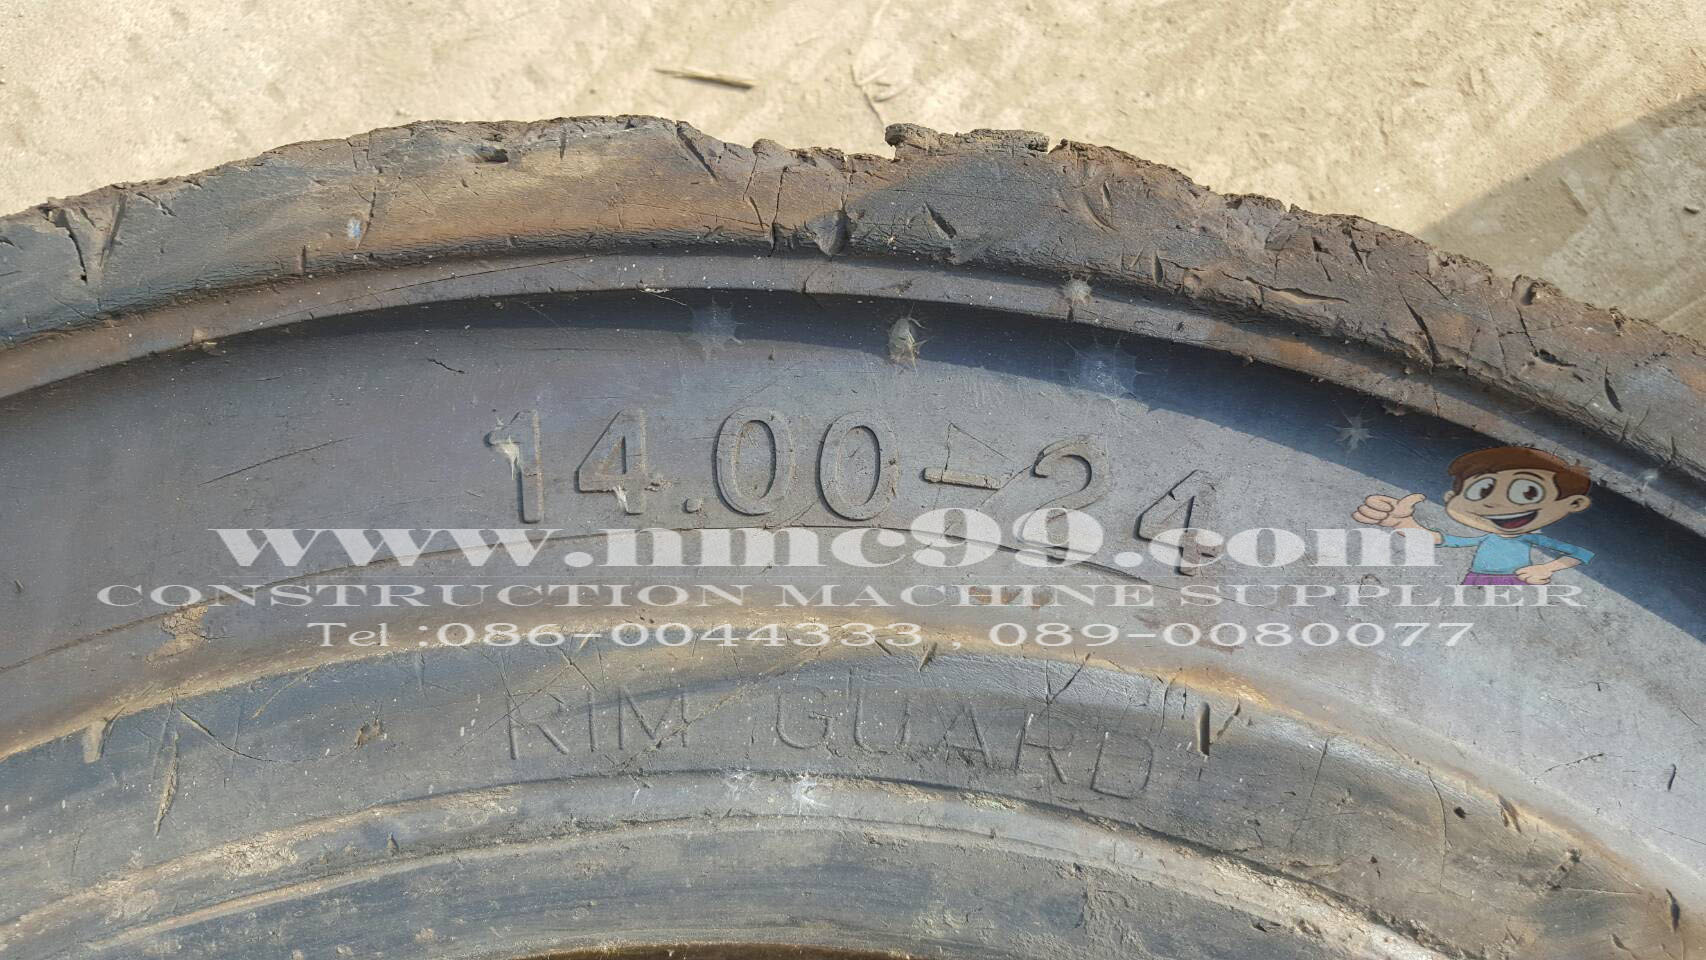 14.00-24
www.nmc99.com
CONSTRUCTION MACHINE SUPPLIER
Tel :086-0044333 , 089-0080077
RIM GUARD